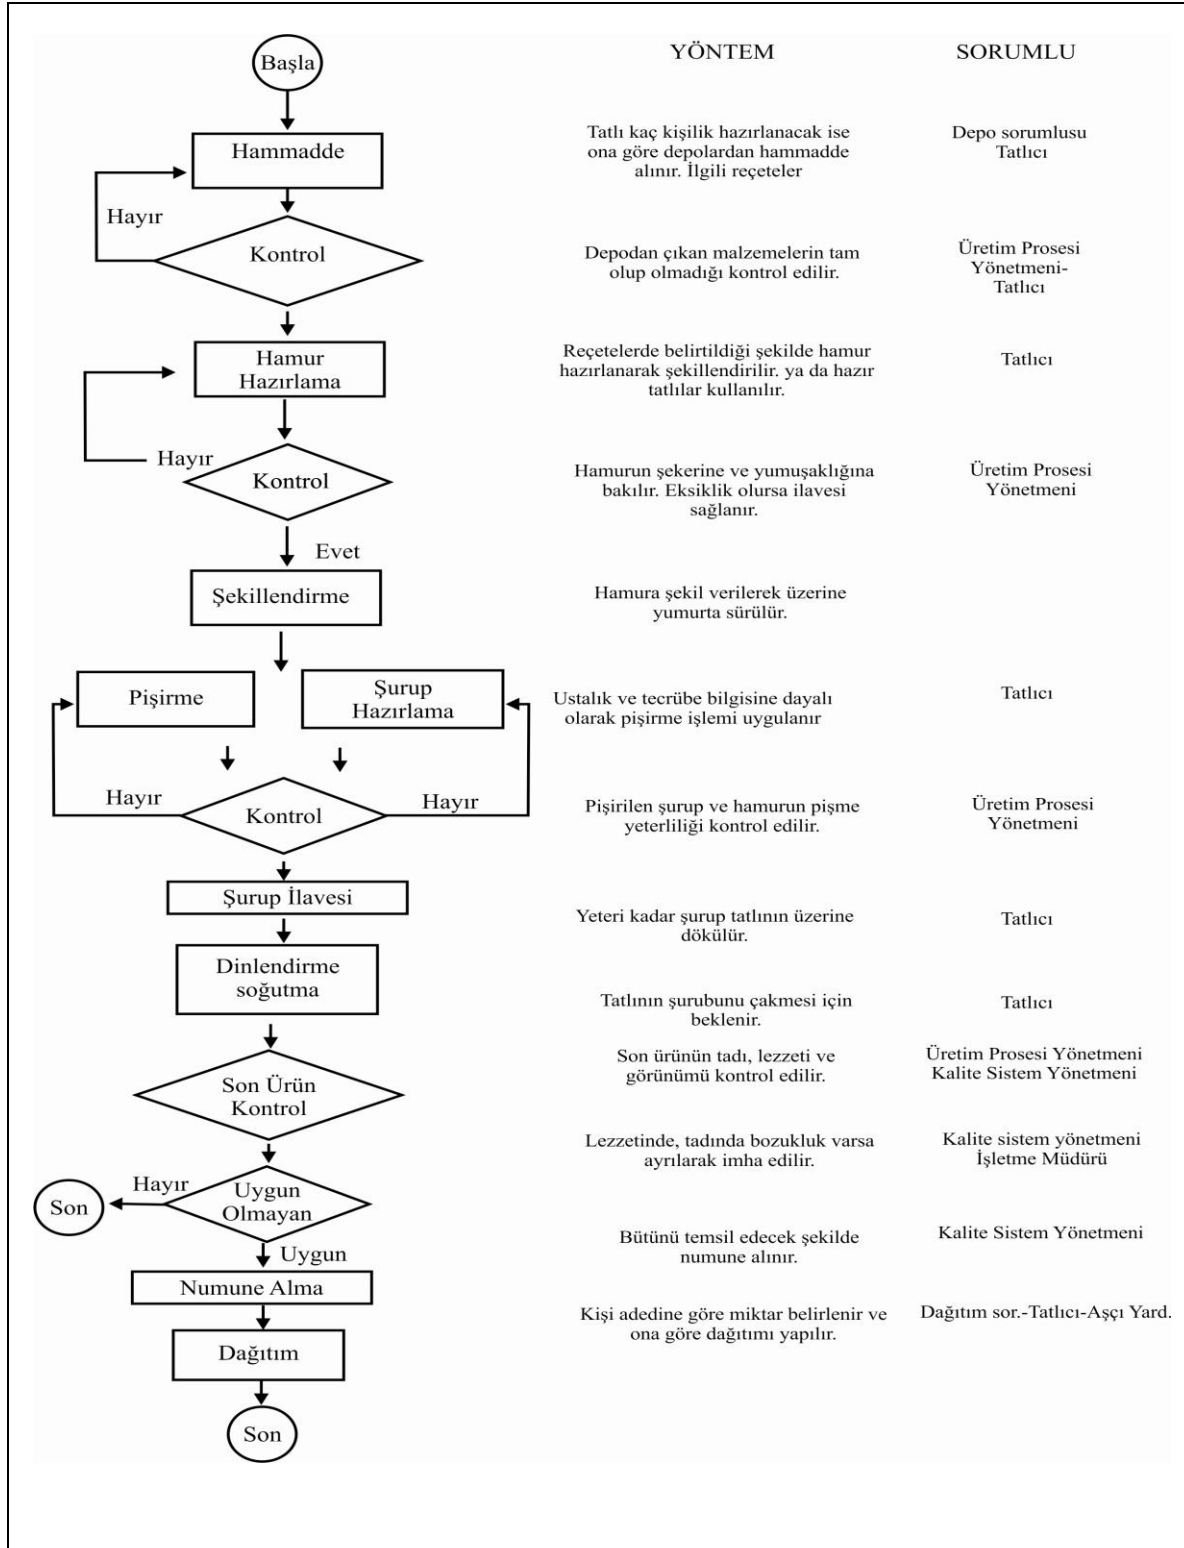 Başla
YÖNTEM
SORUMLU
Hammadde
Tatlı kaç kişilik hazırlanacak ise
ona göre depolardan hammadde
alınır. İlgili reçeteler
Depo sorumlusu
Tatlıcı
Hayır
Kontrol
Depodan çıkan malzemelerin tam
olup olmadığı kontrol edilir.
Üretim Prosesi
Yönetmeni-
Tatlıcı
Hamur
Hazırlama
Reçetelerde belirtildiği şekilde hamur
hazırlanarak şekillendirilir. ya da hazır
tatlılar kullanılır.
Tatlıcı
Hayır
Kontrol
Hamurun şekerine ve yumuşaklığına
bakılır. Eksiklik olursa ilavesi
sağlanır.
Üretim Prosesi
Yönetmeni
Evet
Şekillendirme
Hamura şekil verilerek üzerine
yumurta sürülür.
Pişirme
Şurup
Hazırlama
Ustalık ve tecrübe bilgisine dayalı
olarak pişirme işlemi uygulanır
Tatlıcı
Hayır
Kontrol
Hayır
Pişirilen şurup ve hamurun pişme
yeterliliği kontrol edilir.
Üretim Prosesi
Yönetmeni
Şurup İlavesi
Yeteri kadar şurup tatlının üzerine
dökülür.
Tatlıcı
Dinlendirme
soğutma
Tatlının şurubunu çakmesi için
beklenir.
Tatlıcı
Son Ürün
Kontrol
Son ürünün tadı, lezzeti ve
görünümü kontrol edilir.
Üretim Prosesi Yönetmeni
Kalite Sistem Yönetmeni
Hayır
Son
Uygun
Olmayan
Lezzetinde, tadında bozukluk varsa
ayrılarak imha edilir.
Kalite sistem yönetmeni
İşletme Müdürü
Uygun
Numune Alma
Bütünü temsil edecek şekilde
numune alınır.
Kalite Sistem Yönetmeni
Dağıtım
Kişi adedine göre miktar belirlenir ve
ona göre dağıtımı yapılır.
Dağıtım sor.-Tatlıcı-Aşçı Yard.
Son